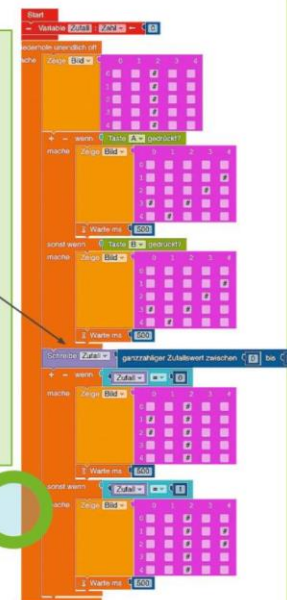 Start
– Variable Zufall : Zahl ← 0
Wiederhole unendlich oft
mache Zeige Bild 0 1 2 3 4
0 #
1 #
2 #
3 #
4 #
+ – wenn Taste A gedrückt?
mache Zeige Bild 0 1 2 3 4
0
1 #
2 #
3 # #
4 #
Warte ms 500
sonst wenn Taste B gedrückt?
mache Zeige Bild 0 1 2 3 4
0
1 #
2 #
3 # #
4 #
Warte ms 500
Schreibe Zufall ganzzahliger Zufallswert zwischen 0 bis
+ – wenn Zufall = 0
mache Zeige Bild 0 1 2 3 4
0 #
1 # #
2 # #
3 #
4 #
Warte ms 500
sonst wenn Zufall = 1
mache Zeige Bild 0 1 2 3 4
0 #
1 # #
2 # #
3 # #
4 #
Warte ms 500